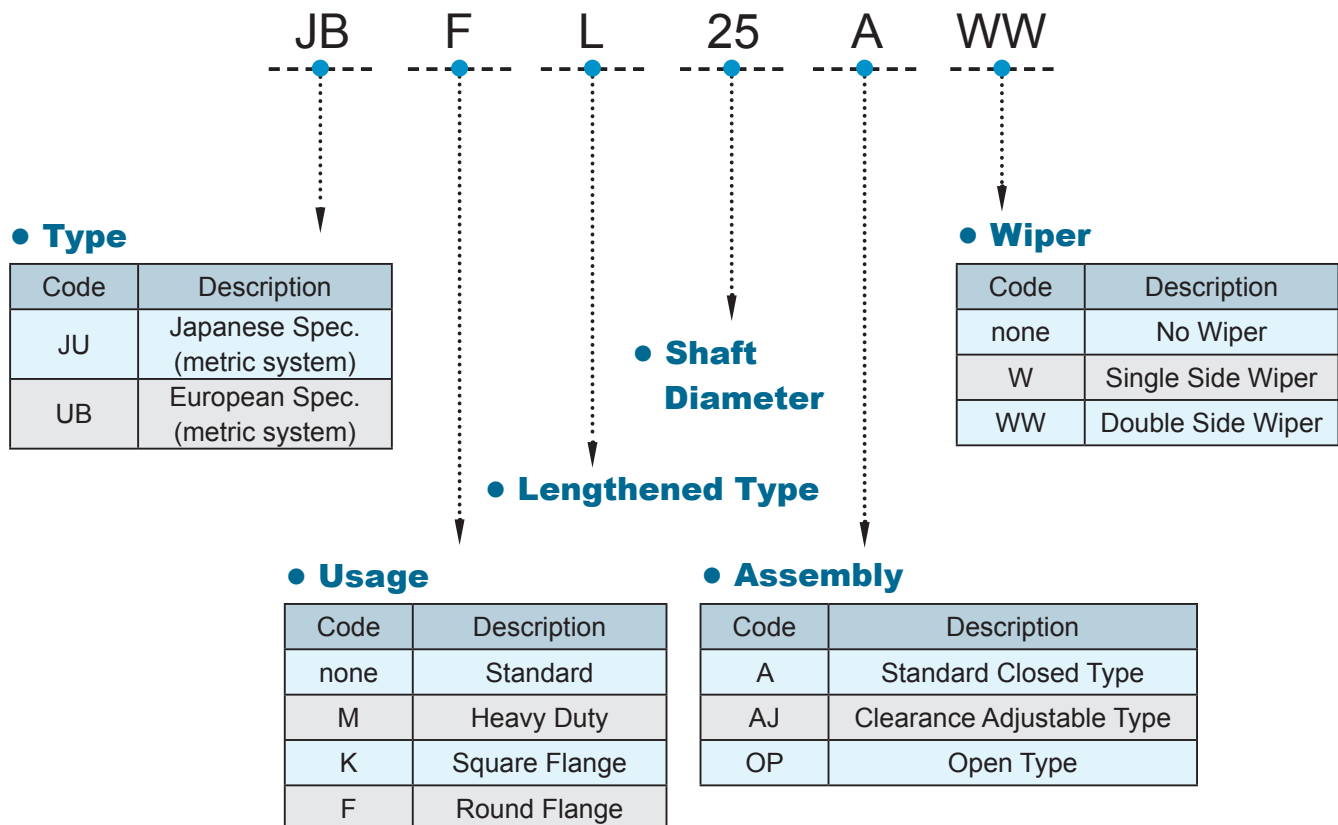 JB F L 25 A WW
• Type
Code Description
JU Japanese Spec.
(metric system)
UB European Spec.
(metric system)
• Wiper
Code Description
none No Wiper
W Single Side Wiper
WW Double Side Wiper
• Shaft
Diameter
• Lengthened Type
• Usage
Code Description
none Standard
M Heavy Duty
K Square Flange
F Round Flange
• Assembly
Code Description
A Standard Closed Type
AJ Clearance Adjustable Type
OP Open Type